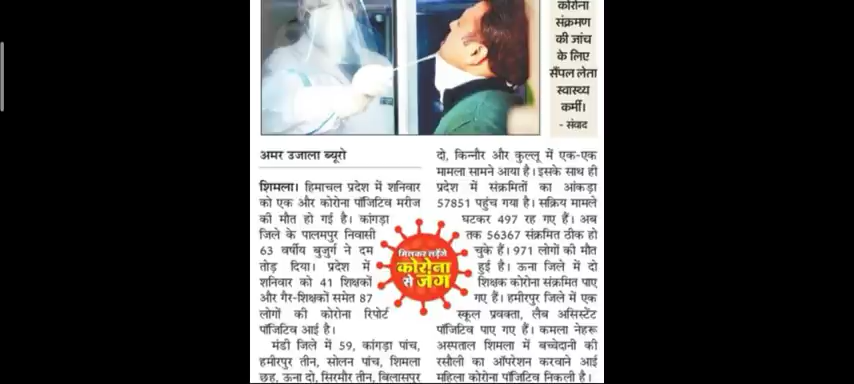 कोरोना
संक्रमण
की जांच
के लिए
सैंपल लेता
स्वास्थ्य
कर्मी।
- संवाद
अमर उजाला ब्यूरो
शिमला। हिमाचल प्रदेश में शनिवार
को एक और कोरोना पॉजिटिव मरीज
की मौत हो गई है। कांगड़ा
जिले के पालमपुर निवासी
63 वर्षीय बुजुर्ग ने दम
तोड़ दिया। प्रदेश में
शनिवार को 41 शिक्षकों
और गैर-शिक्षकों समेत 87
लोगों की कोरोना रिपोर्ट
पॉजिटिव आई है।
मंडी जिले में 59, कांगड़ा पांच,
हमीरपुर तीन, सोलन पांच, शिमला
छह, ऊना दो, सिरमौर तीन, बिलासपुर
मिलकर लड़ेंगे
कोरोना
से जंग
दो, किन्नौर और कुल्लू में एक-एक
मामला सामने आया है। इसके साथ ही
प्रदेश में संक्रमितों का आंकड़ा
57851 पहुंच गया है। सक्रिय मामले
घटकर 497 रह गए हैं। अब
तक 56367 संक्रमित ठीक हो
चुके हैं। 971 लोगों की मौत
हुई है। ऊना जिले में दो
शिक्षक कोरोना संक्रमित पाए
गए हैं। हमीरपुर जिले में एक
स्कूल प्रवक्ता, लैब असिस्टेंट
पॉजिटिव पाए गए हैं। कमला नेहरू
अस्पताल शिमला में बच्चेदानी की
रसौली का ऑपरेशन करवाने आई
महिला कोरोना पॉजिटिव निकली है।